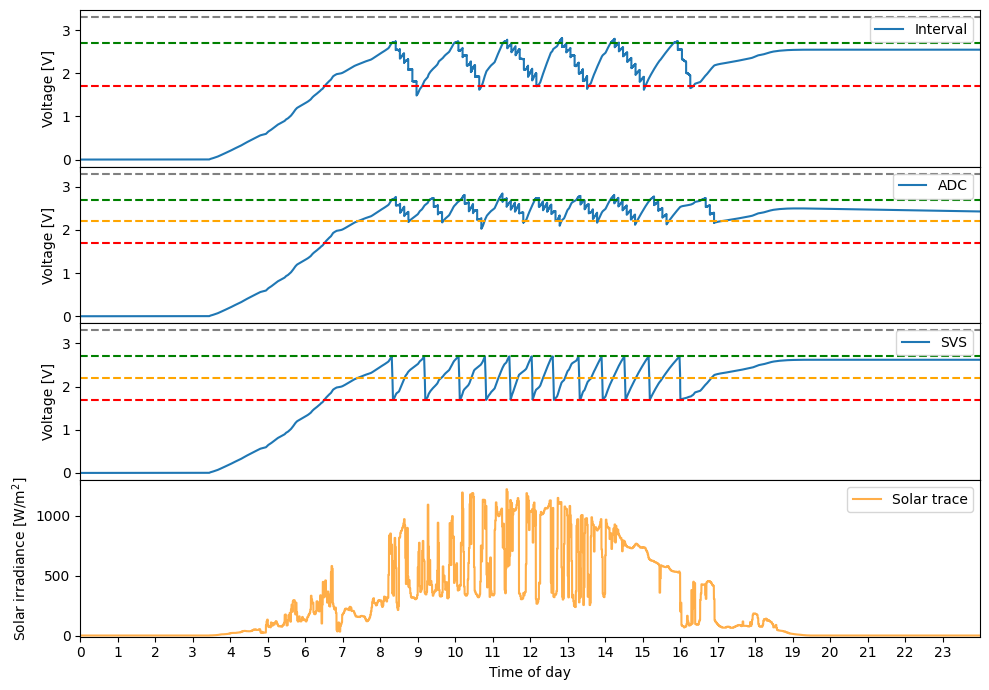 3
2
1
0
Voltage [V]
Interval
3
2
1
0
Voltage [V]
ADC
3
2
1
0
Voltage [V]
SVS
1000
500
0
Solar irradiance [W/m²]
Solar trace
0 1 2 3 4 5 6 7 8 9 10 11 12 13 14 15 16 17 18 19 20 21 22 23
Time of day